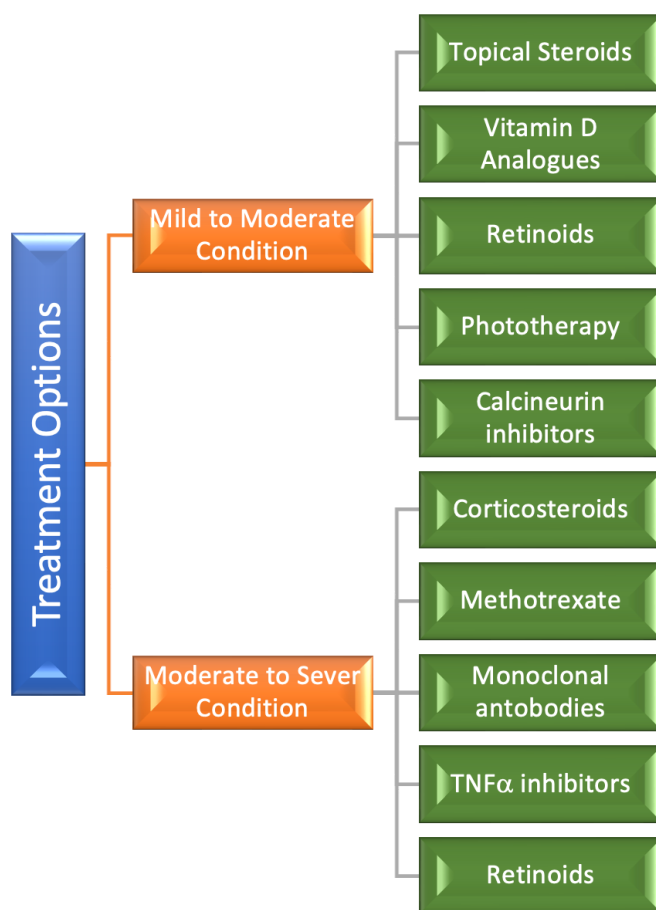 Treatment Options
Mild to Moderate
Condition
Topical Steroids
Vitamin D
Analogues
Retinoids
Phototherapy
Calcineurin
inhibitors
Moderate to Sever
Condition
Corticosteroids
Methotrexate
Monoclonal
antobodies
TNFα inhibitors
Retinoids